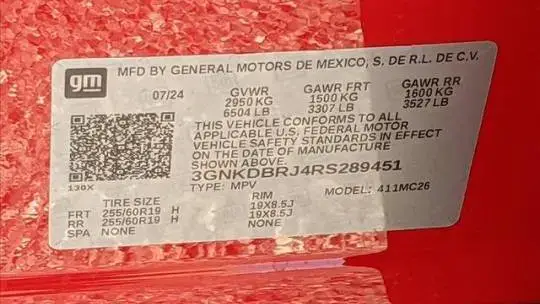 gm MFD BY GENERAL MOTORS DE MEXICO, S. DE R.L. DE C.V.
07/24 GVWR GAWR FRT GAWR RR
2950 KG 1500 KG 1600 KG
6504 LB 3307 LB 3527 LB
THIS VEHICLE CONFORMS TO ALL
APPLICABLE U.S. FEDERAL MOTOR
VEHICLE SAFETY STANDARDS IN EFFECT
ON THE DATE OF MANUFACTURE
SHOWN ABOVE.
3GNKDBRJ4RS289451
130X TYPE: MPV MODEL: 411MC26
TIRE SIZE RIM
FRT 255/60R19 H 19X8.5J
RR 255/60R19 H 19X8.5J
SPA NONE NONE